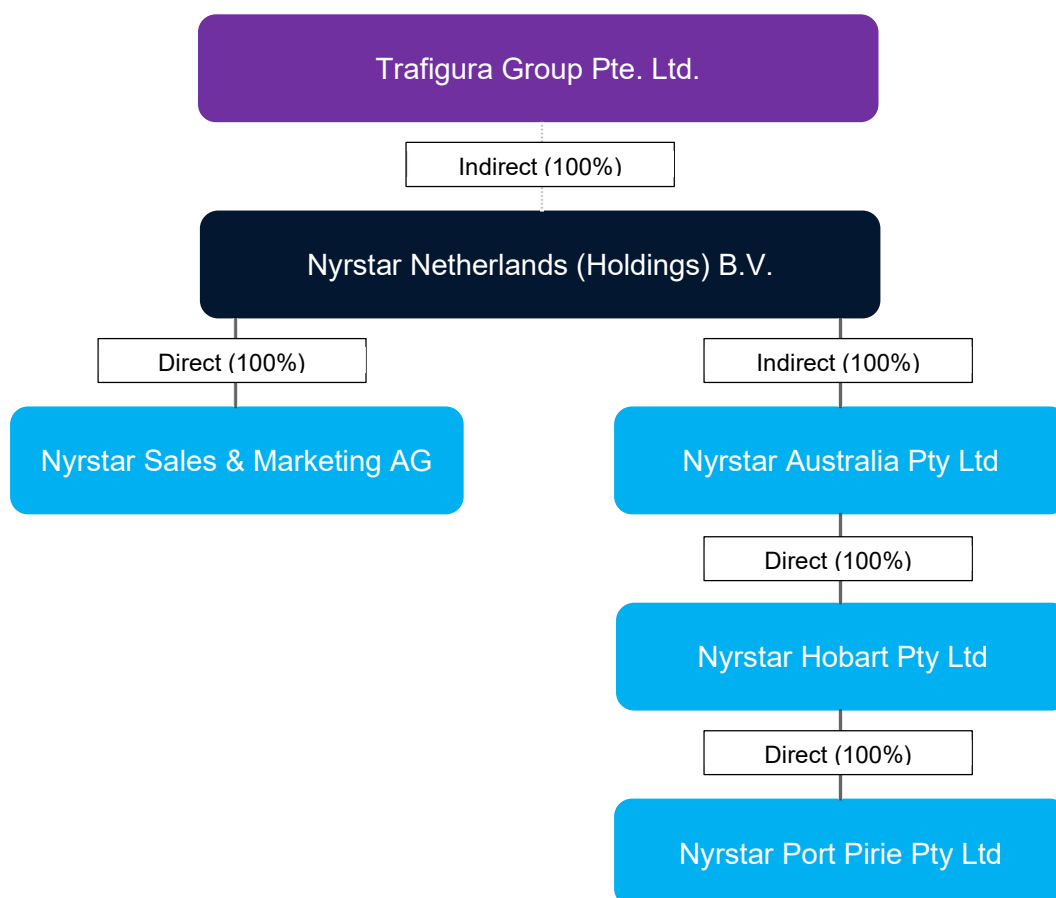 Trafigura Group Pte. Ltd.
Indirect (100%)
Nyrstar Netherlands (Holdings) B.V.
Direct (100%)
Indirect (100%)
Nyrstar Sales & Marketing AG
Nyrstar Australia Pty Ltd
Direct (100%)
Nyrstar Hobart Pty Ltd
Direct (100%)
Nyrstar Port Pirie Pty Ltd